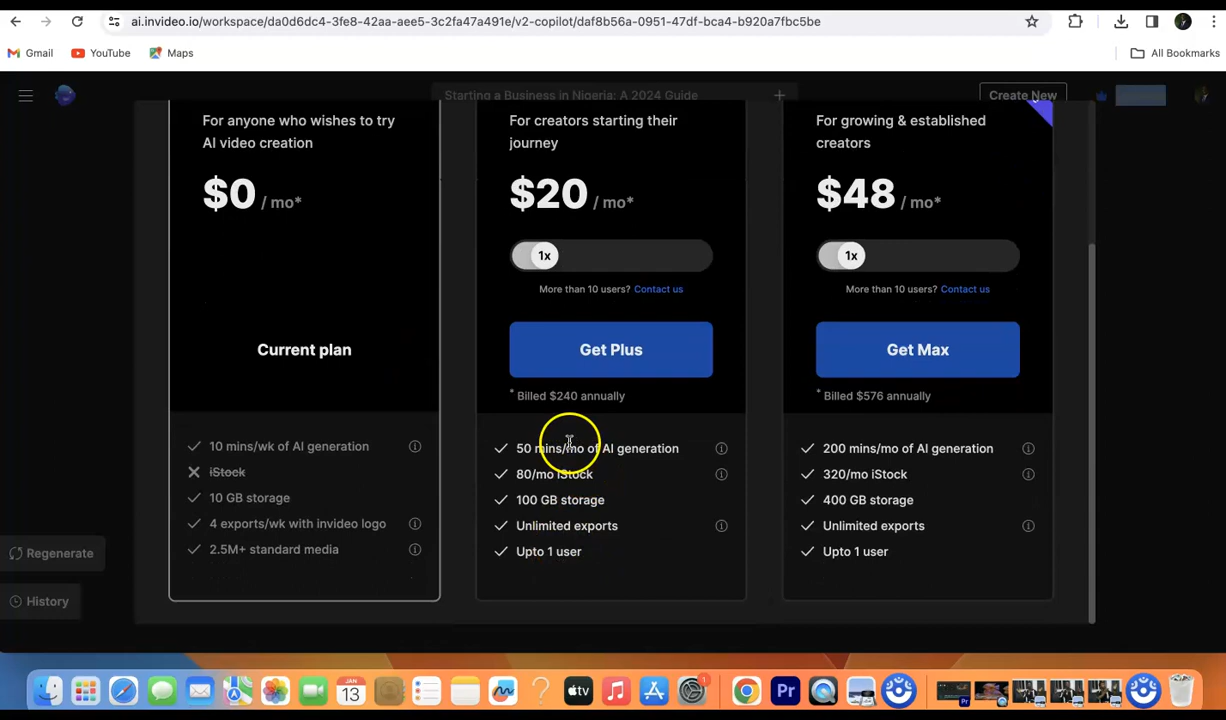 ai.invideo.io/workspace/da0d6dc4-3fe8-42aa-aee5-3c2fa47a491e/v2-copilot/daf8b56a-0951-47df-bca4-b920a7fbc5be
Gmail
YouTube
Maps
All Bookmarks
Starting a Business in Nigeria: A 2024 Guide
Create New
For anyone who wishes to try
AI video creation
$0 / mo*
Current plan
10 mins/wk of AI generation
iStock
10 GB storage
4 exports/wk with invideo logo
2.5M+ standard media
For creators starting their
journey
$20 / mo*
1x
More than 10 users? Contact us
Get Plus
* Billed $240 annually
50 mins/mo of AI generation
80/mo iStock
100 GB storage
Unlimited exports
Upto 1 user
For growing & established
creators
$48 / mo*
1x
More than 10 users? Contact us
Get Max
* Billed $576 annually
200 mins/mo of AI generation
320/mo iStock
400 GB storage
Unlimited exports
Upto 1 user
Regenerate
History
JAN
13
tv
1
Pr